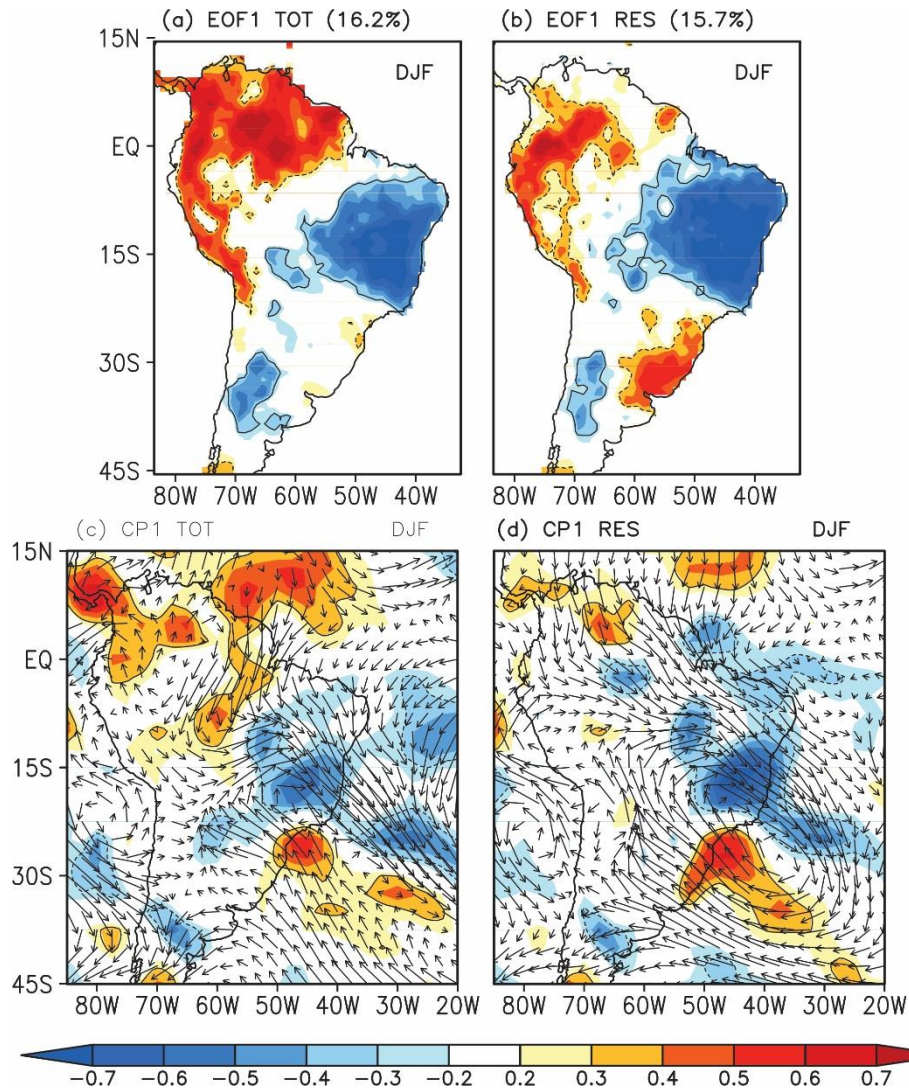 (a) EOF1 TOT (16.2%)
(b) EOF1 RES (15.7%)
15N
EQ
15S
30S
45S
DJF
DJF
80W 70W 60W 50W 40W
80W 70W 60W 50W 40W
(c) CP1 TOT DJF
(d) CP1 RES DJF
15N
EQ
15S
30S
45S
80W 70W 60W 50W 40W 30W 20W
80W 70W 60W 50W 40W 30W 20W
−0.7 −0.6 −0.5 −0.4 −0.3 −0.2 0.2 0.3 0.4 0.5 0.6 0.7